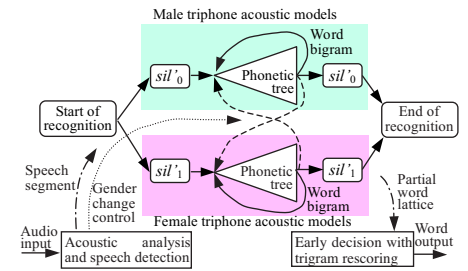 Male triphone acoustic models
Word
bigram
sil'0
Phonetic
tree
sil'0
Start of
recognition
End of
recognition
sil'1
Phonetic
tree
sil'1
Word
bigram
Speech
segment
Gender
change
control
Partial
word
lattice
Female triphone acoustic models
Audio
input
Acoustic analysis
and speech detection
Early decision with
trigram rescoring
Word
output